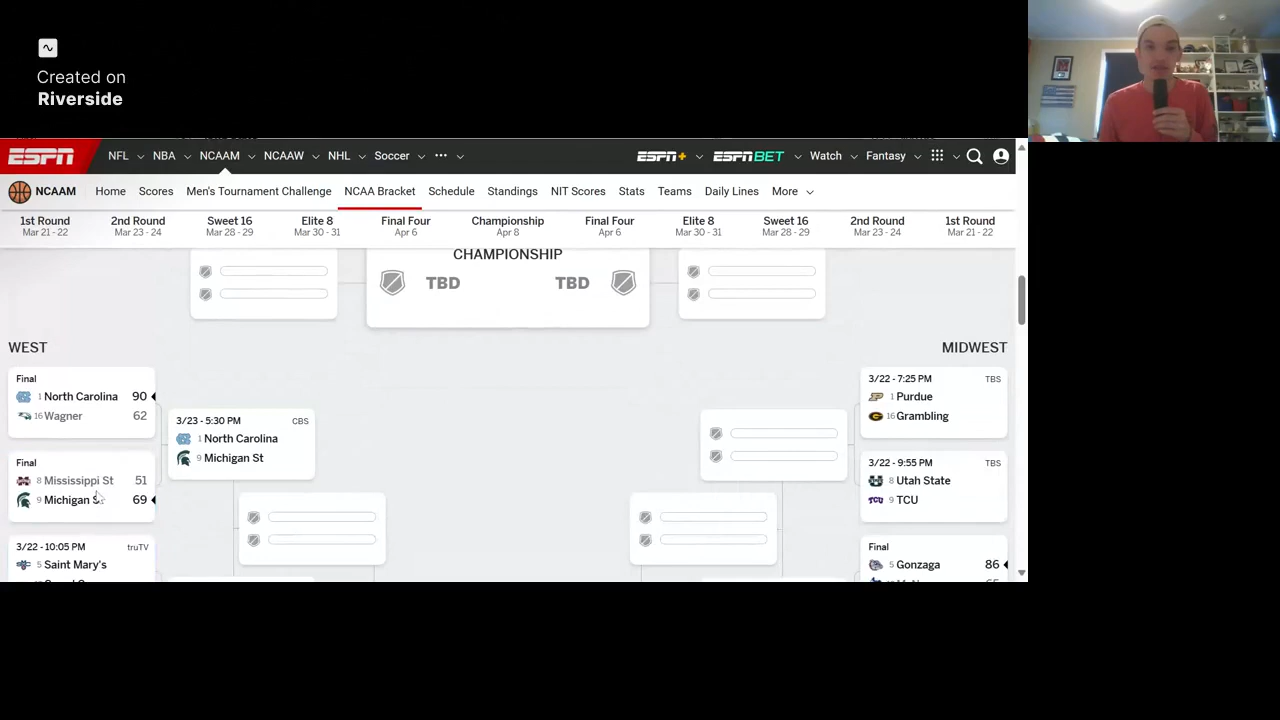 Created on
Riverside
ESPN NFL NBA NCAAM NCAAW NHL Soccer ESPN+ ESPN BET Watch Fantasy
NCAAM Home Scores Men's Tournament Challenge NCAA Bracket Schedule Standings NIT Scores Stats Teams Daily Lines More
1st Round 2nd Round Sweet 16 Elite 8 Final Four Championship Final Four Elite 8 Sweet 16 2nd Round 1st Round
Mar 21 - 22 Mar 23 - 24 Mar 28 - 29 Mar 30 - 31 Apr 6 Apr 8 Apr 6 Mar 30 - 31 Mar 28 - 29 Mar 23 - 24 Mar 21 - 22
CHAMPIONSHIP
TBD TBD
WEST
Final
1 North Carolina 90
16 Wagner 62
Final
8 Mississippi St 51
9 Michigan St 69
3/22 - 10:05 PM truTV
5 Saint Mary's
3/23 - 5:30 PM CBS
1 North Carolina
9 Michigan St
MIDWEST
3/22 - 7:25 PM TBS
1 Purdue
16 Grambling
3/22 - 9:55 PM TBS
8 Utah State
TCU 9 TCU
Final
5 Gonzaga 86